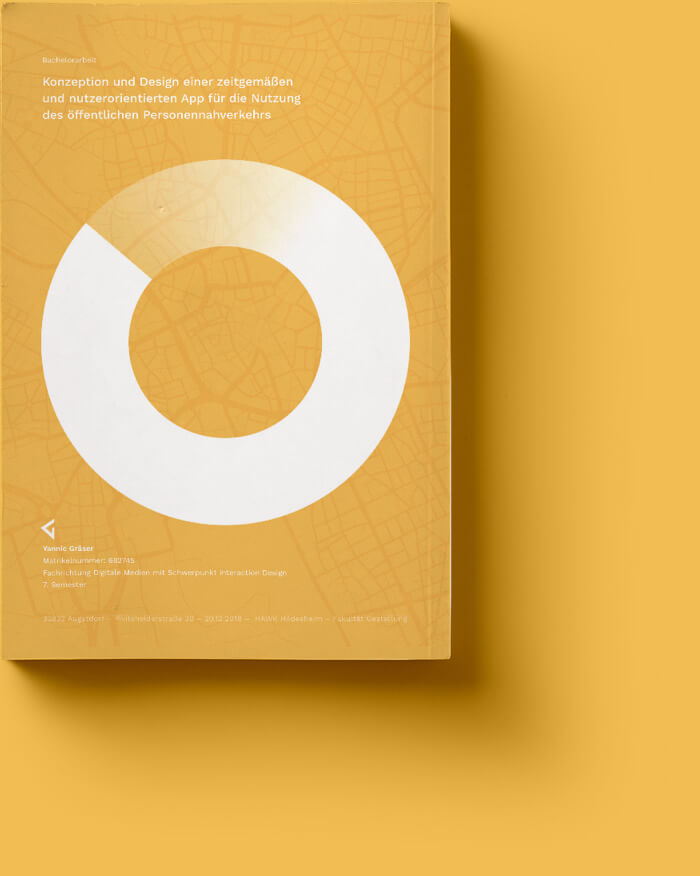 Bachelorarbeit
Konzeption und Design einer zeitgemäßen
und nutzerorientierten App für die Nutzung
des öffentlichen Personennahverkehrs
Yannic Gräser
Matrikelnummer: 682745
Fachrichtung Digitale Medien mit Schwerpunkt Interaction Design
7. Semester
Augustdorf – 20.12.2018 – HAWK Hildesheim – Fakultät Gestaltung